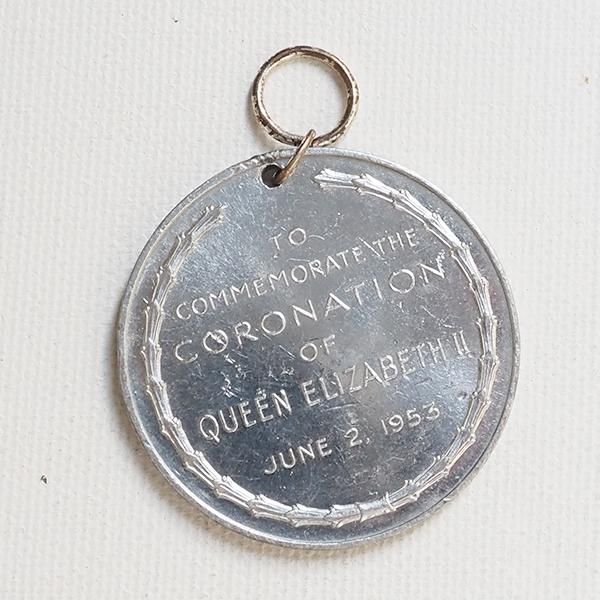 TO
COMMEMORATE THE
CORONATION
OF
QUEEN ELIZABETH II
JUNE 2, 1953